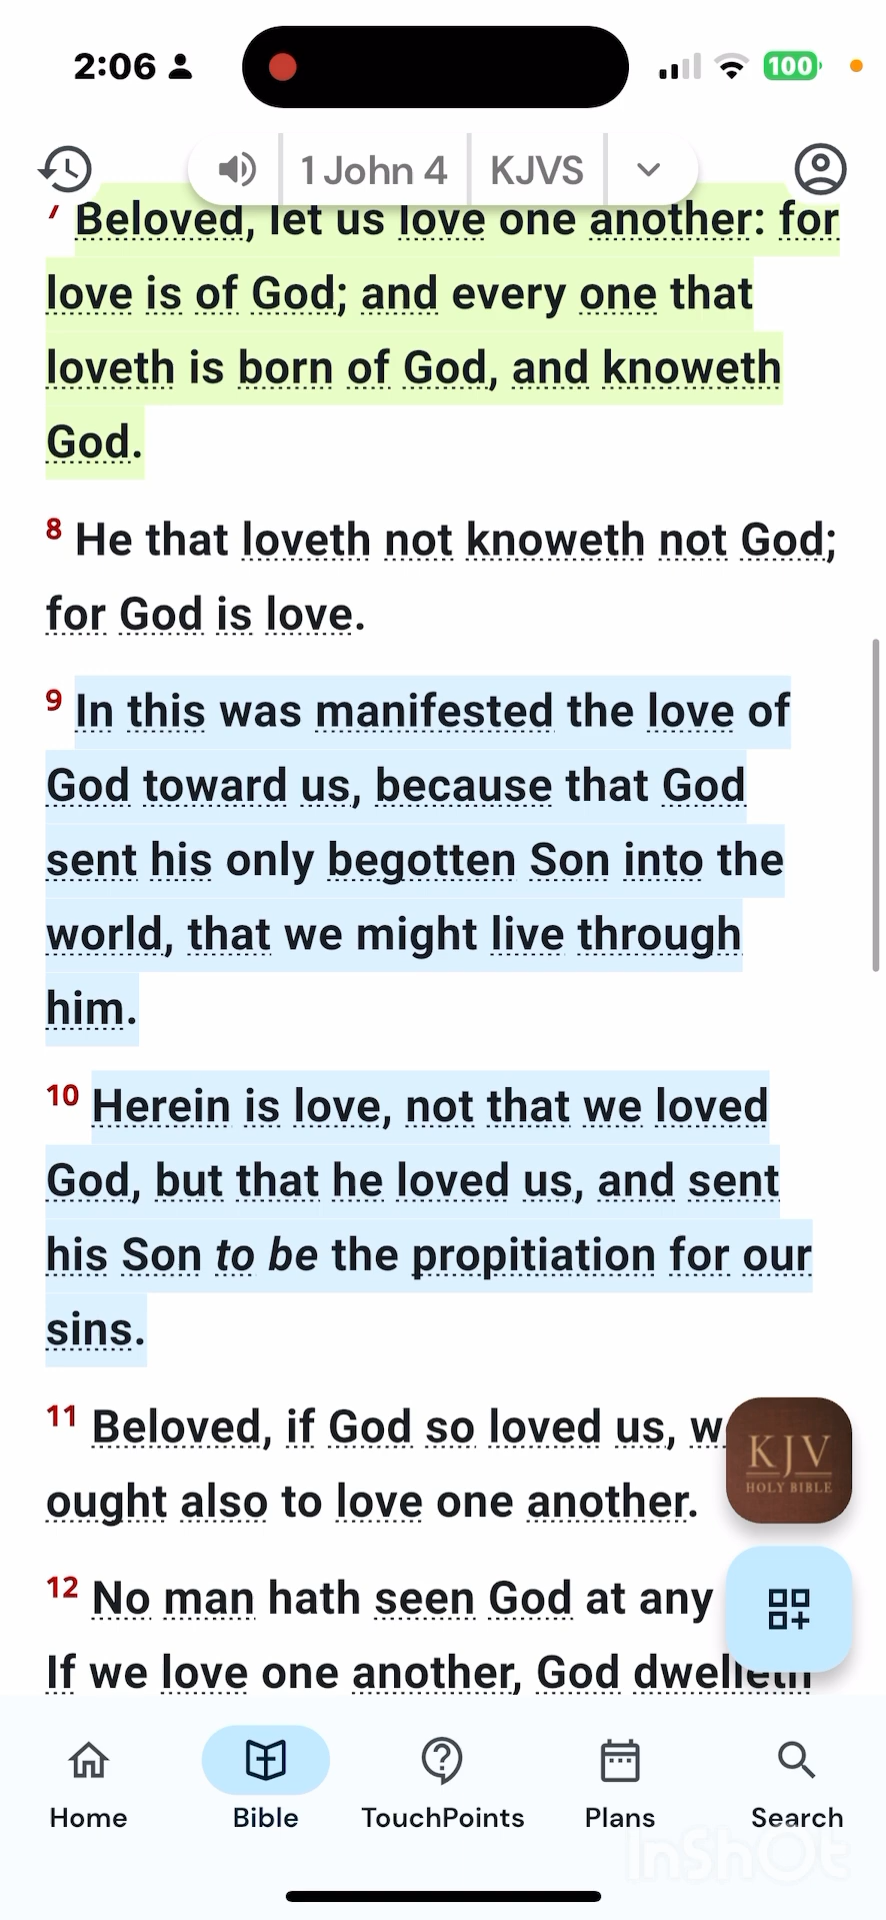 2:06
100
1 John 4 KJVS
7 Beloved, let us love one another: for
love is of God; and every one that
loveth is born of God, and knoweth
God.
8 He that loveth not knoweth not God;
for God is love.
9 In this was manifested the love of
God toward us, because that God
sent his only begotten Son into the
world, that we might live through
him.
10 Herein is love, not that we loved
God, but that he loved us, and sent
his Son to be the propitiation for our
sins.
11 Beloved, if God so loved us, w
ought also to love one another.
KJV
HOLY BIBLE
12 No man hath seen God at any
If we love one another, God dwelleth
Home Bible TouchPoints Plans Search
InShOt